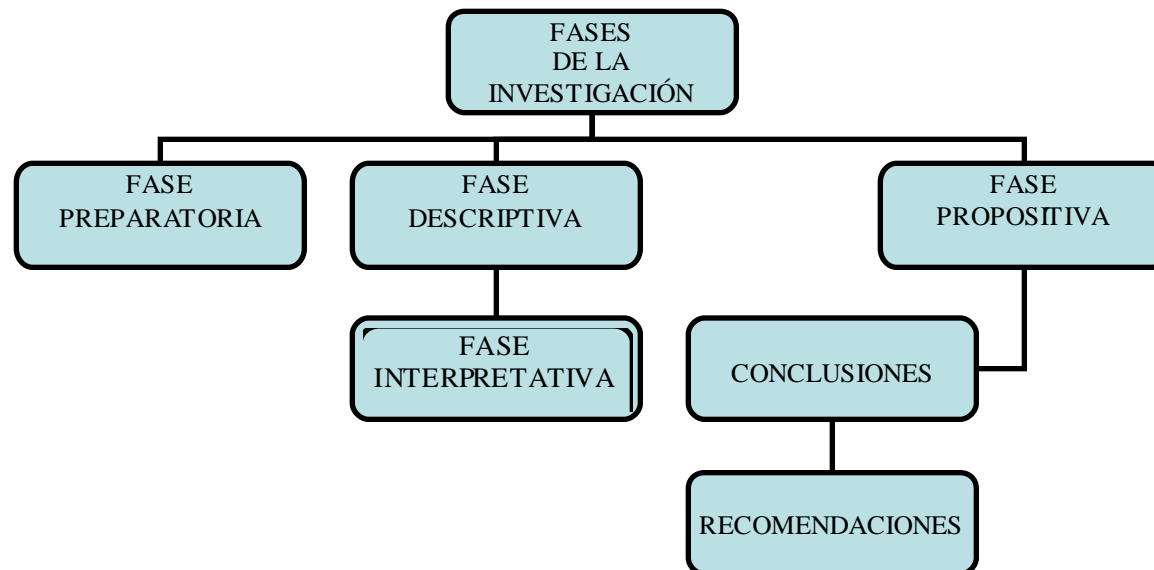 FASES
DE LA
INVESTIGACIÓN
FASE
PREPARATORIA
FASE
DESCRIPTIVA
FASE
PROPOSITIVA
FASE
INTERPRETATIVA
CONCLUSIONES
RECOMENDACIONES